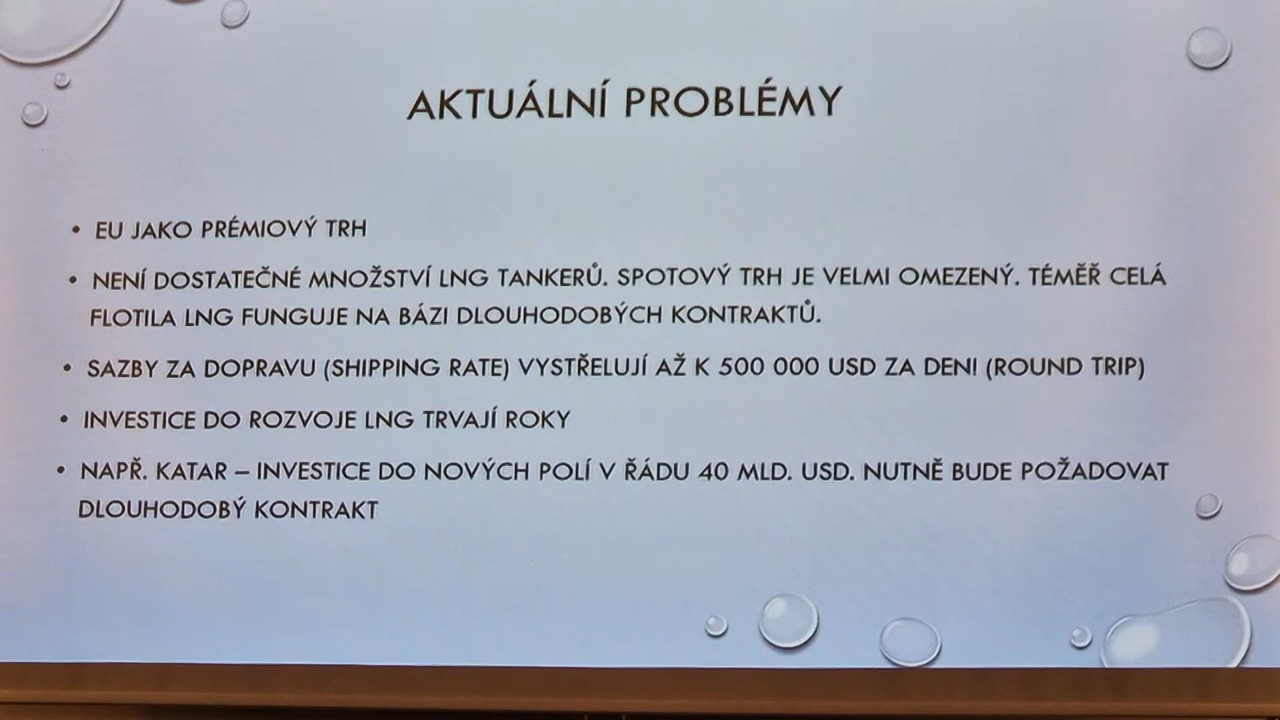 AKTUÁLNÍ PROBLÉMY
• EU JAKO PRÉMIOVÝ TRH
• NENÍ DOSTATEČNÉ MNOŽSTVÍ LNG TANKERŮ. SPOTOVÝ TRH JE VELMI OMEZENÝ. TÉMĚŘ CELÁ
FLOTILA LNG FUNGUJE NA BÁZI DLOUHODOBÝCH KONTRAKTŮ.
• SAZBY ZA DOPRAVU (SHIPPING RATE) VYSTŘELUJÍ AŽ K 500 000 USD ZA DEN! (ROUND TRIP)
• INVESTICE DO ROZVOJE LNG TRVAJÍ ROKY
• NAPŘ. KATAR – INVESTICE DO NOVÝCH POLÍ V ŘÁDU 40 MLD. USD. NUTNĚ BUDE POŽADOVAT
DLOUHODOBÝ KONTRAKT